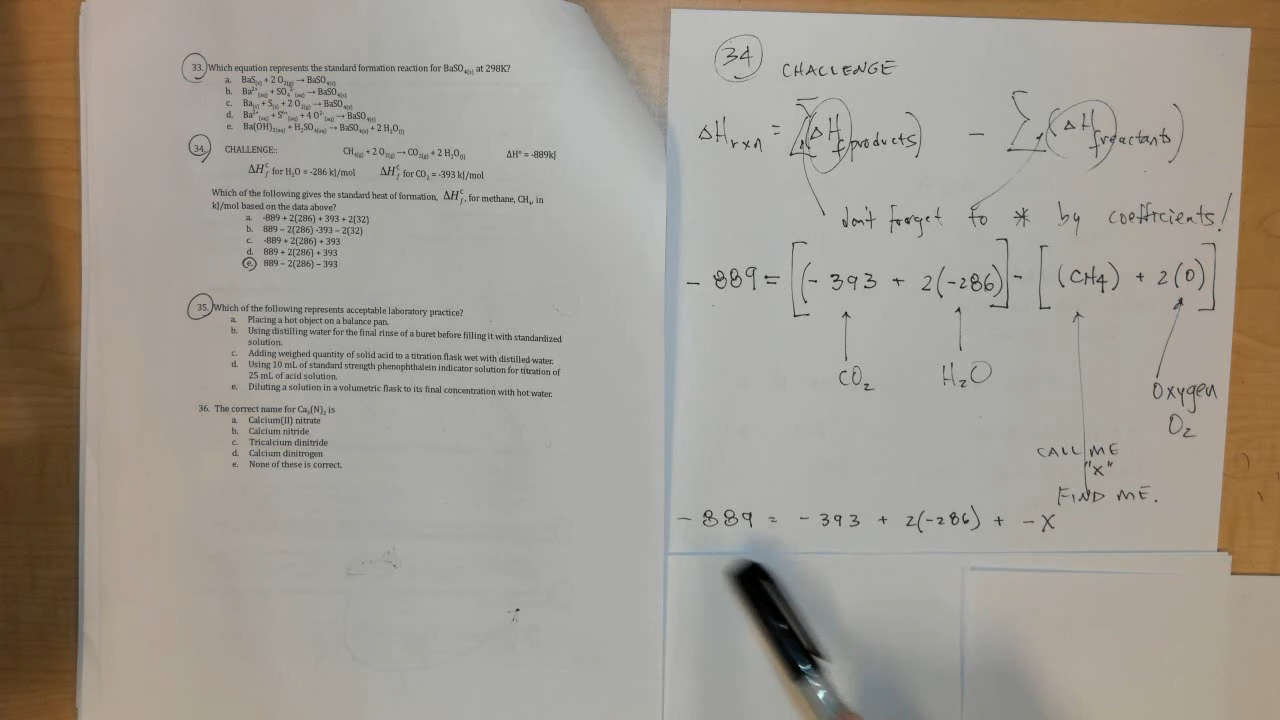 33. Which equation represents the standard formation reaction for BaSO₄₍ₛ₎ at 298K?
a. BaS₍ₛ₎ + 2 O₂₍g₎ → BaSO₄₍ₛ₎
b. Ba²⁺₍aq₎ + SO₄²⁻₍aq₎ → BaSO₄₍ₛ₎
c. Ba₍ₛ₎ + S₍ₛ₎ + 2 O₂₍g₎ → BaSO₄₍ₛ₎
d. Ba²⁺₍aq₎ + S⁶⁺₍aq₎ + 4 O²⁻₍aq₎ → BaSO₄₍ₛ₎
e. Ba(OH)₂₍aq₎ + H₂SO₄₍aq₎ → BaSO₄₍ₛ₎ + 2 H₂O₍l₎
34. CHALLENGE:: CH₄₍g₎ + 2 O₂₍g₎ → CO₂₍g₎ + 2 H₂O₍l₎ ΔH° = -889kJ
ΔH°f for H₂O = -286 kJ/mol ΔH°f for CO₂ = -393 kJ/mol
Which of the following gives the standard heat of formation, ΔH°f, for methane, CH₄, in
kJ/mol based on the data above?
a. -889 + 2(286) + 393 + 2(32)
b. 889 – 2(286) -393 – 2(32)
c. -889 + 2(286) + 393
d. 889 + 2(286) + 393
e. 889 – 2(286) – 393
35. Which of the following represents acceptable laboratory practice?
a. Placing a hot object on a balance pan.
b. Using distilling water for the final rinse of a buret before filling it with standardized
solution.
c. Adding weighed quantity of solid acid to a titration flask wet with distilled water.
d. Using 10 mL of standard strength phenophthalein indicator solution for titration of
25 mL of acid solution.
e. Diluting a solution in a volumetric flask to its final concentration with hot water.
36. The correct name for Ca₃(N)₂ is
a. Calcium(II) nitrate
b. Calcium nitride
c. Tricalcium dinitride
d. Calcium dinitrogen
e. None of these is correct.
34 CHALLENGE
ΔHrxn = Σ(ΔHf products) - Σ(ΔHf reactants)
don't forget to * by coefficients!
- 889 = [(- 393 + 2(-286)] - [(CH4) + 2(0)]
CO₂ H₂O
Oxygen
O₂
CALL ME
"X"
FIND ME.
- 889 = - 393 + 2(-286) + - X